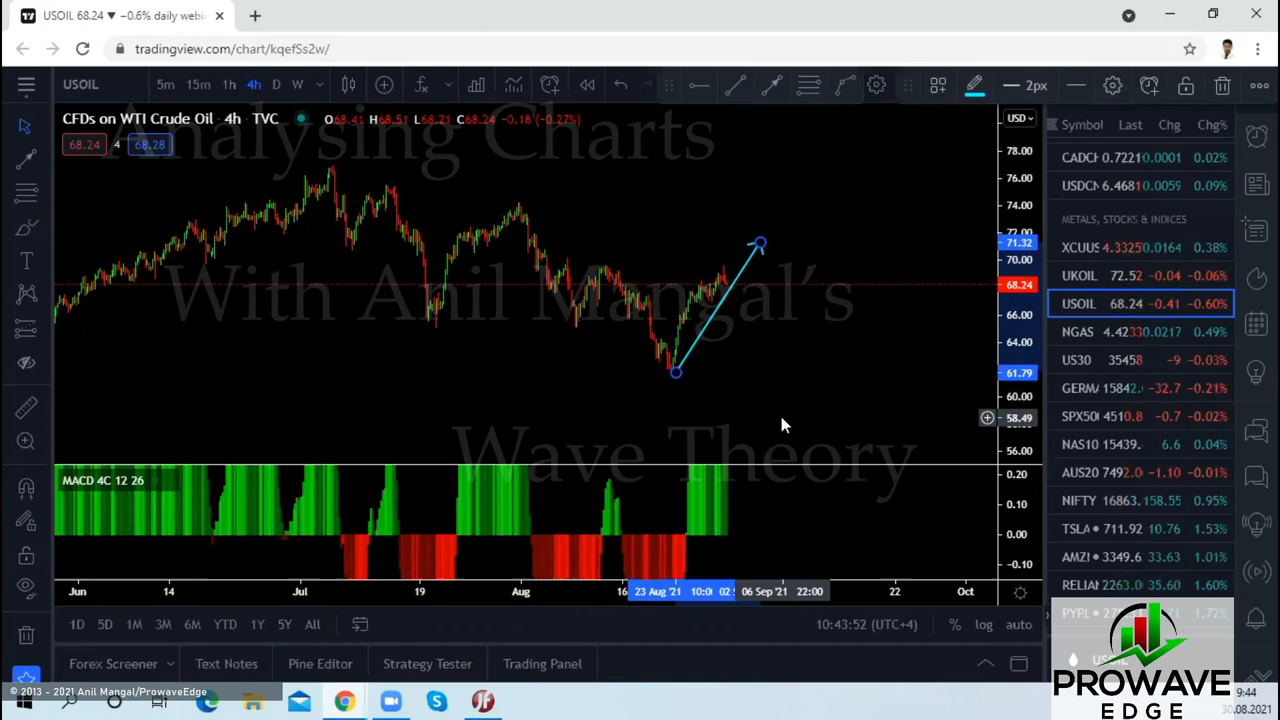 USOIL 68.24 ▼ −0.6% daily webi
tradingview.com/chart/kqefSs2w/
USOIL 5m 15m 1h 4h D W 2px
CFDs on WTI Crude Oil 4h TVC O68.41 H68.51 L68.21 C68.24 -0.18 (-0.27%)
68.24 4 68.28
Analysing Charts
With Anil Mangal's
Wave Theory
USD
78.00
76.00
74.00
72.00
71.32
70.00
68.24
66.00
64.00
61.79
60.00
58.49
56.00
MACD 4C 12 26
0.20
0.10
0.00
-0.10
Jun 14 Jul 19 Aug 16 23 Aug '21 10:00 02 06 Sep '21 22:00 22 Oct
1D 5D 1M 3M 6M YTD 1Y 5Y All 10:43:52 (UTC+4) % log auto
Forex Screener Text Notes Pine Editor Strategy Tester Trading Panel
Symbol Last Chg Chg%
CADCH 0.7221 0.0001 0.02%
USDCN 6.4681 0.0059 0.09%
METALS, STOCKS & INDICES
XCUUS 4.3325 0.0164 0.38%
UKOIL 72.52 -0.04 -0.06%
USOIL 68.24 -0.41 -0.60%
NGAS 4.4233 0.0217 0.49%
US30 35458 -9 -0.03%
GERM 15842. -32.7 -0.21%
SPX50 4510.8 -0.7 -0.02%
NAS10 15439. 6.6 0.04%
AUS20 7492.0 -1.10 -0.01%
NIFTY 16863. 158.55 0.95%
TSLA 711.92 10.76 1.53%
AMZI 3349.6 33.63 1.01%
RELIAN 2263.0 35.60 1.60%
PYPL 1.72%
PROWAVE
EDGE
© 2013 - 2021 Anil Mangal/ProwaveEdge
9:44
30.08.2021